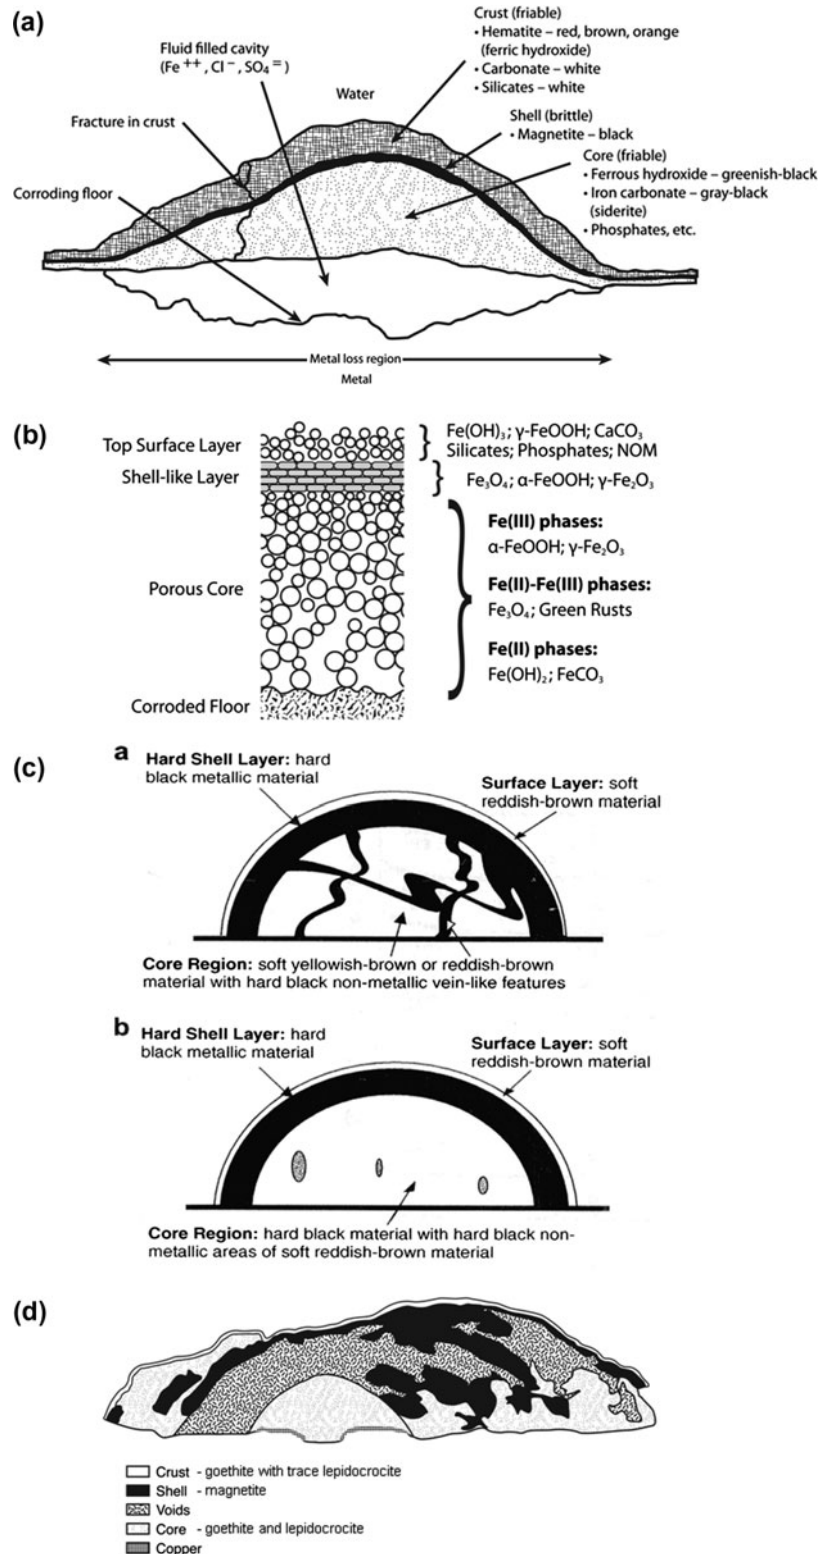 (a)
Fluid filled cavity
(Fe ++, Cl −, SO4 =)
Water
Crust (friable)
• Hematite – red, brown, orange
(ferric hydroxide)
• Carbonate – white
• Silicates – white
Fracture in crust
Shell (brittle)
• Magnetite – black
Corroding floor
Core (friable)
• Ferrous hydroxide – greenish-black
• Iron carbonate – gray-black
(siderite)
• Phosphates, etc.
Metal loss region
Metal
(b)
Top Surface Layer
Fe(OH)₃; γ-FeOOH; CaCO₃
Silicates; Phosphates; NOM
Shell-like Layer
Fe₃O₄; α-FeOOH; γ-Fe₂O₃
Porous Core
Fe(III) phases:
α-FeOOH; γ-Fe₂O₃
Fe(II)-Fe(III) phases:
Fe₃O₄; Green Rusts
Fe(II) phases:
Fe(OH)₂; FeCO₃
Corroded Floor
(c)
a
Hard Shell Layer: hard
black metallic material
Surface Layer: soft
reddish-brown material
Core Region: soft yellowish-brown or reddish-brown
material with hard black non-metallic vein-like features
b
Hard Shell Layer: hard
black metallic material
Surface Layer: soft
reddish-brown material
Core Region: hard black material with hard black non-
metallic areas of soft reddish-brown material
(d)
Crust - goethite with trace lepidocrocite
Shell - magnetite
Voids
Core - goethite and lepidocrocite
Copper